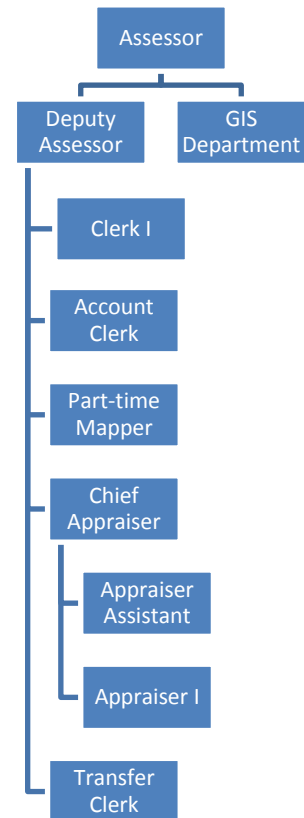 Assessor
Deputy
Assessor
GIS
Department
Clerk I
Account
Clerk
Part-time
Mapper
Chief
Appraiser
Appraiser
Assistant
Appraiser I
Transfer
Clerk